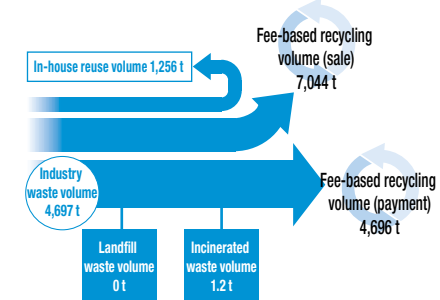 Fee-based recycling
volume (sale)
7,044 t
In-house reuse volume 1,256 t
Industry
waste volume
4,697 t
Fee-based recycling
volume (payment)
4,696 t
Landfill
waste volume
0 t
Incinerated
waste volume
1.2 t